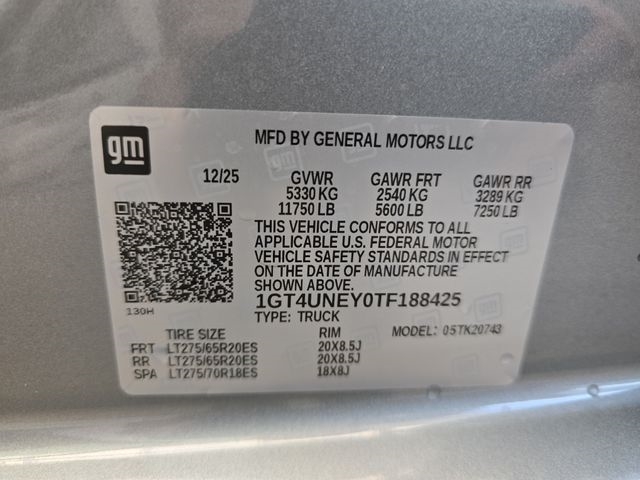 gm
MFD BY GENERAL MOTORS LLC
12/25 GVWR GAWR FRT GAWR RR
5330 KG 2540 KG 3289 KG
11750 LB 5600 LB 7250 LB
THIS VEHICLE CONFORMS TO ALL
APPLICABLE U.S. FEDERAL MOTOR
VEHICLE SAFETY STANDARDS IN EFFECT
ON THE DATE OF MANUFACTURE
SHOWN ABOVE.
1GT4UNEY0TF188425
130H
TYPE: TRUCK
TIRE SIZE RIM MODEL: 05TK20743
FRT LT275/65R20ES 20X8.5J
RR LT275/65R20ES 20X8.5J
SPA LT275/70R18ES 18X8J